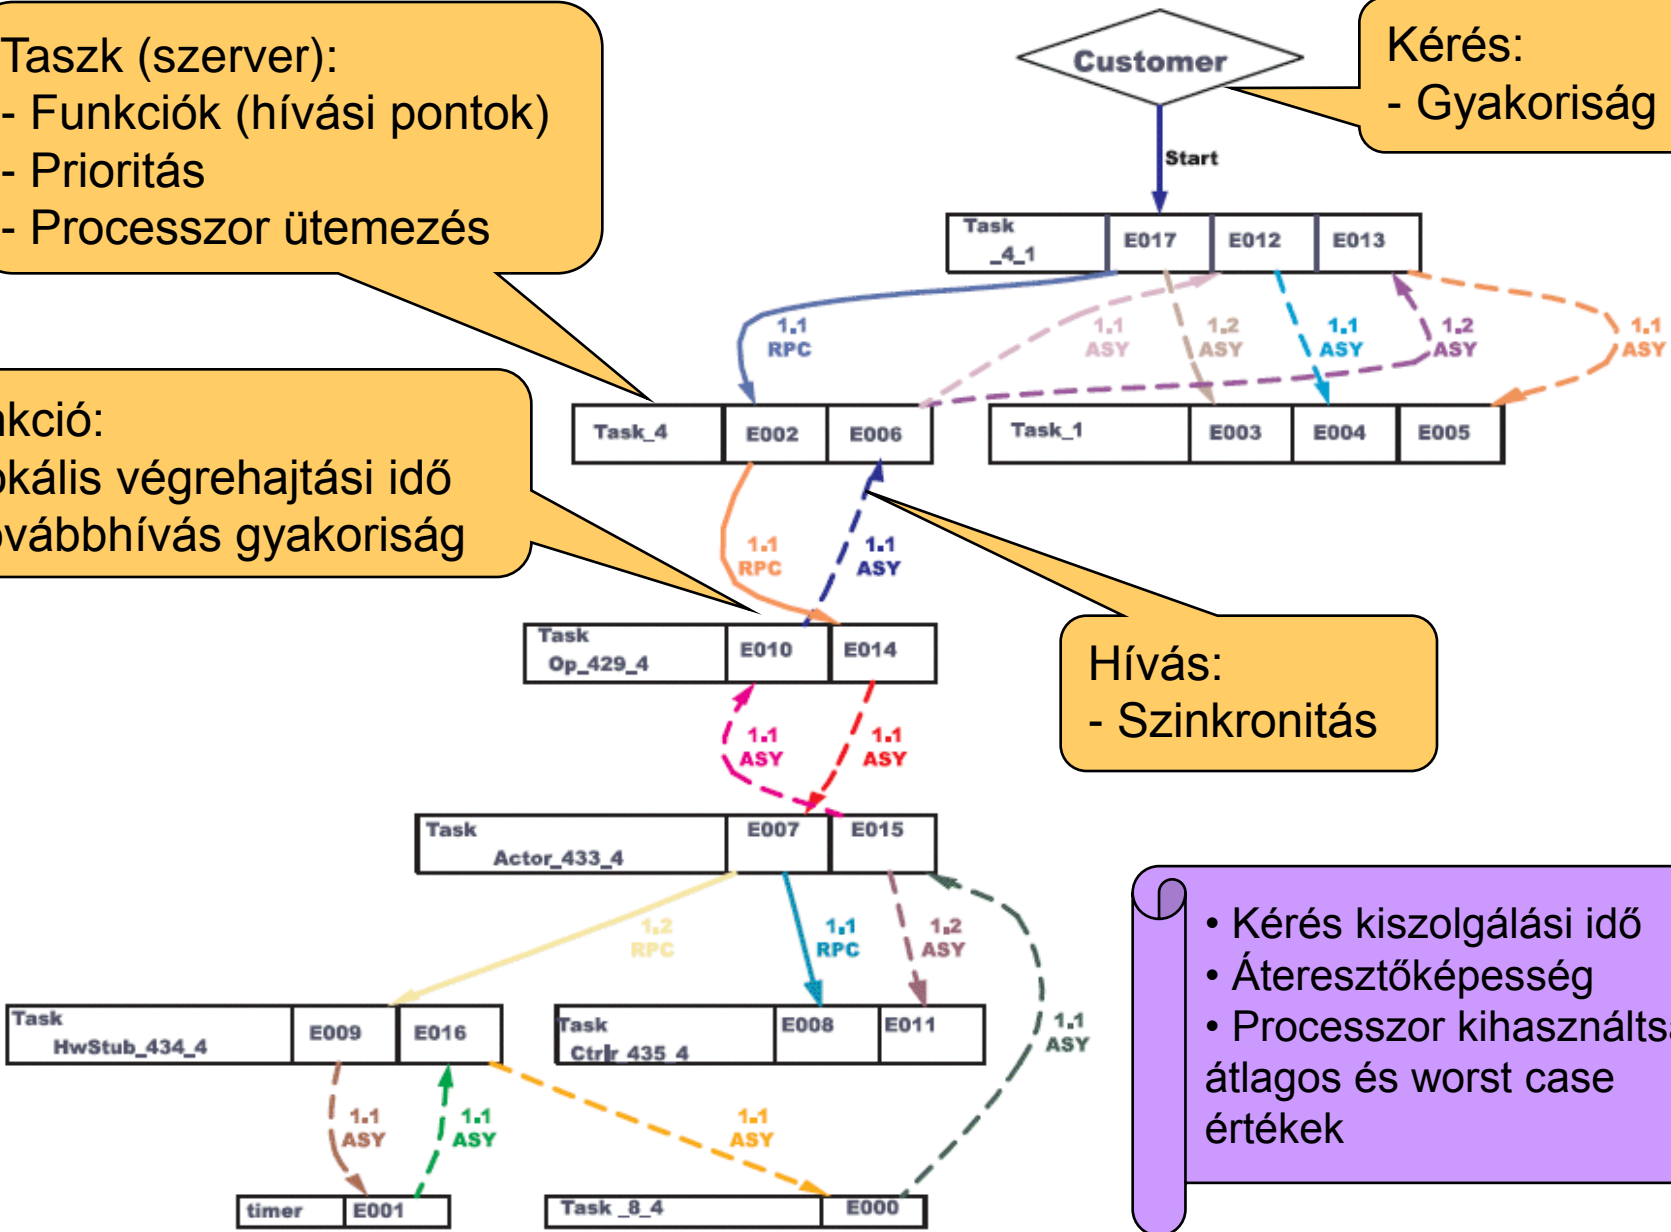 Taszk (szerver):
- Funkciók (hívási pontok)
- Prioritás
- Processzor ütemezés
Customer
Kérés:
- Gyakoriság
Start
Task
_4_1
E017
E012
E013
1.1
RPC
1.1
ASY
1.2
ASY
1.1
ASY
1.2
ASY
1.1
ASY
nkció:
okális végrehajtási idő
ovábbhívás gyakoriság
Task_4
E002
E006
Task_1
E003
E004
E005
1.1
RPC
1.1
ASY
Task
Op_429_4
E010
E014
Hívás:
- Szinkronitás
1.1
ASY
1.1
ASY
Task
Actor_433_4
E007
E015
1.2
RPC
1.1
RPC
1.2
ASY
• Kérés kiszolgálási idő
• Áteresztőképesség
• Processzor kihasználtsá
átlagos és worst case
értékek
Task
HwStub_434_4
E009
E016
Task
Ctrlr_435_4
E008
E011
1.1
ASY
1.1
ASY
1.1
ASY
1.1
ASY
timer
E001
Task _8_4
E000